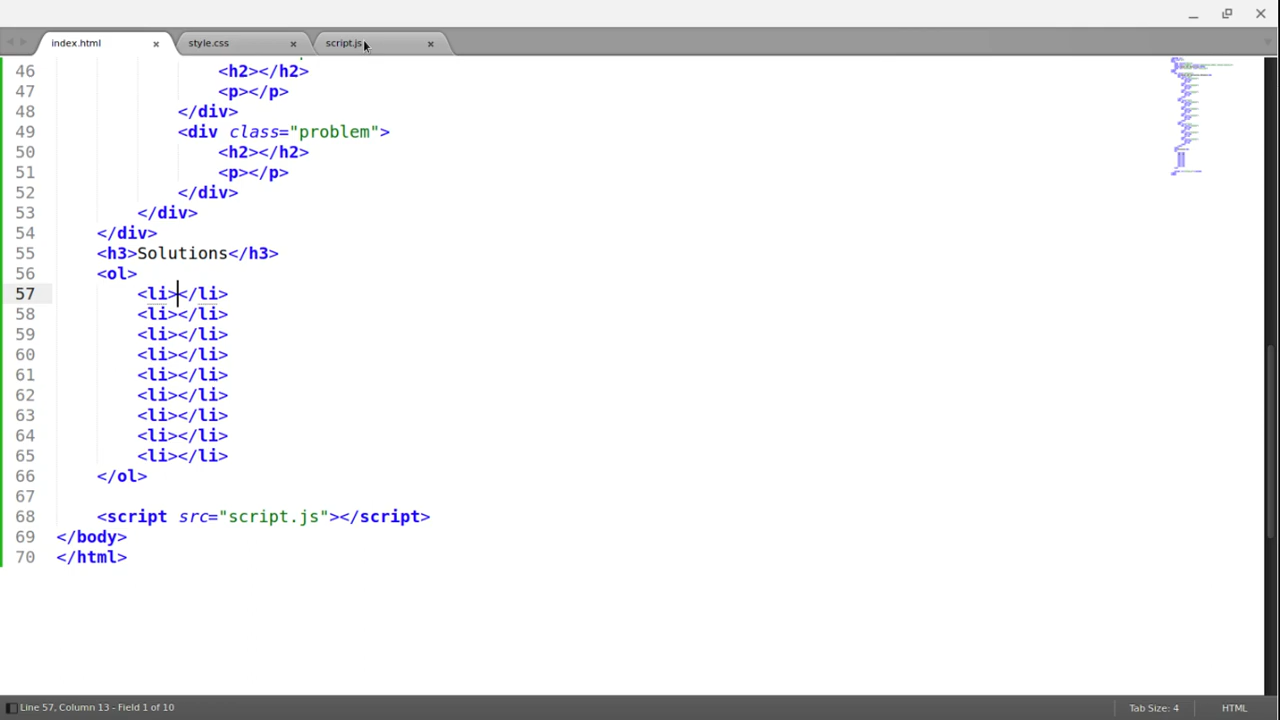 index.html × style.css × script.js ×
46 <h2></h2>
47 <p></p>
48 </div>
49 <div class="problem">
50 <h2></h2>
51 <p></p>
52 </div>
53 </div>
54 </div>
55 <h3>Solutions</h3>
56 <ol>
57 <li></li>
58 <li></li>
59 <li></li>
60 <li></li>
61 <li></li>
62 <li></li>
63 <li></li>
64 <li></li>
65 <li></li>
66 </ol>
67
68 <script src="script.js"></script>
69 </body>
70 </html>
Line 57, Column 13 - Field 1 of 10 Tab Size: 4 HTML